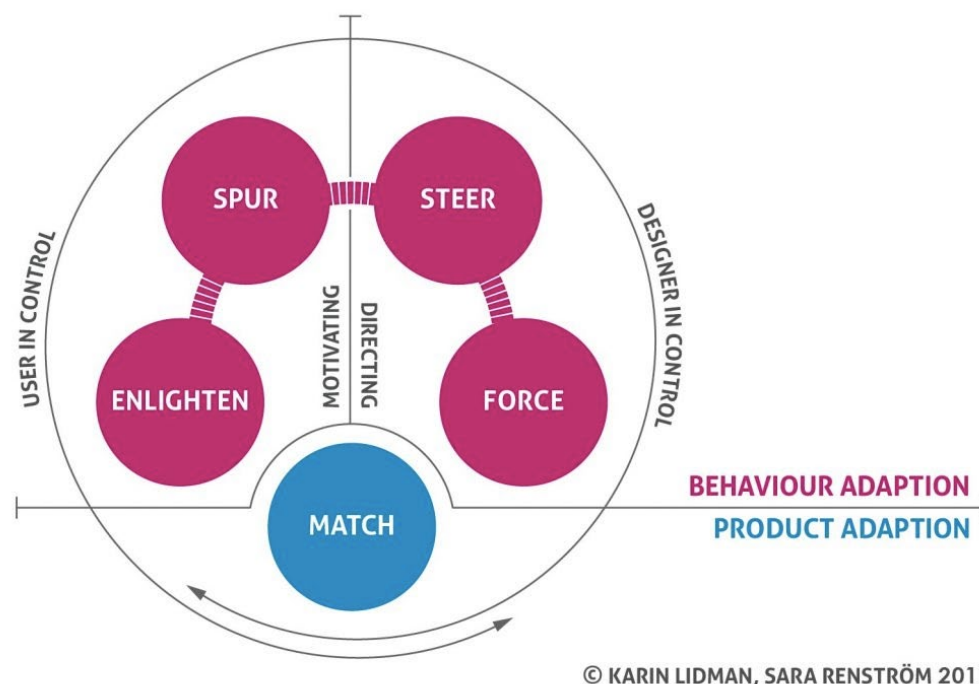 SPUR
STEER
USER IN CONTROL
MOTIVATING
DIRECTING
DESIGNER IN CONTROL
ENLIGHTEN
FORCE
BEHAVIOUR ADAPTION
MATCH
PRODUCT ADAPTION
© KARIN LIDMAN, SARA RENSTRÖM 201